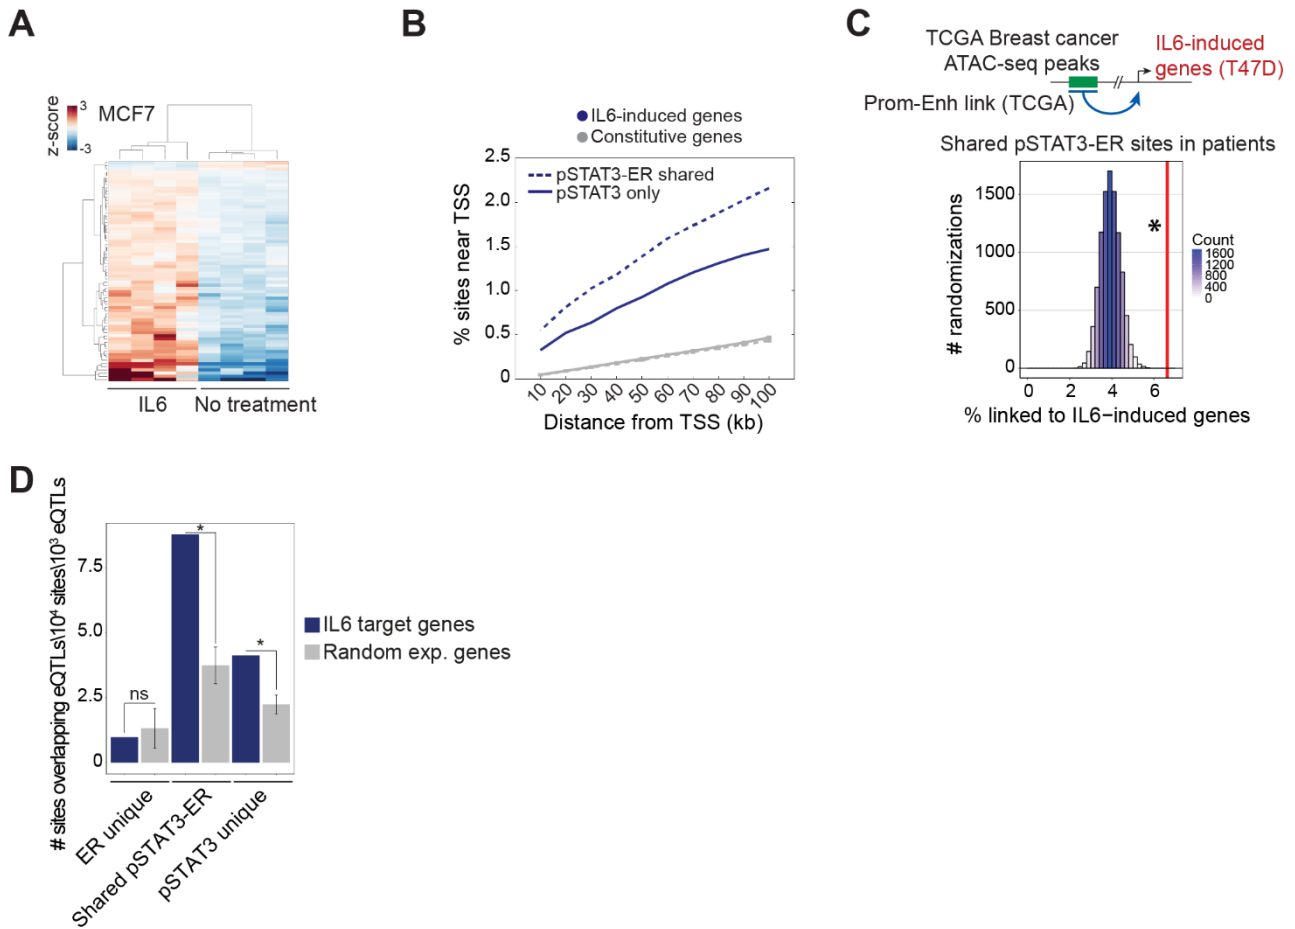 A
z-score
3
-3
MCF7
IL6
No treatment
B
IL6-induced genes
Constitutive genes
% sites near TSS
2.5
2.0
1.5
1.0
0.5
0
pSTAT3-ER shared
pSTAT3 only
10
20
30
40
50
60
70
80
90
100
Distance from TSS (kb)
C
TCGA Breast cancer
ATAC-seq peaks
IL6-induced
genes (T47D)
Prom-Enh link (TCGA)
Shared pSTAT3-ER sites in patients
# randomizations
1500
1000
500
0
*
Count
1600
1200
800
400
0
0
2
4
6
% linked to IL6−induced genes
D
# sites overlapping eQTLs\10⁴ sites\10³ eQTLs
7.5
5.0
2.5
0
ns
*
*
IL6 target genes
Random exp. genes
ER unique
Shared pSTAT3-ER
pSTAT3 unique